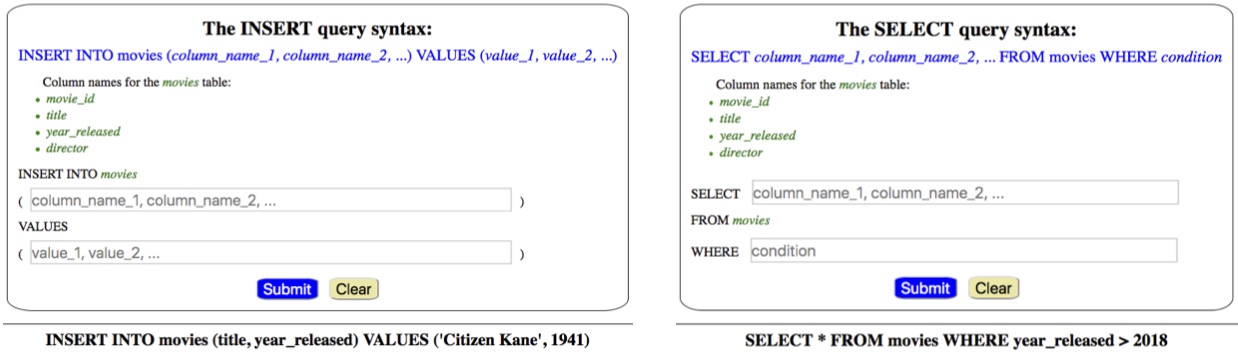 The INSERT query syntax:
INSERT INTO movies (column_name_1, column_name_2, ...) VALUES (value_1, value_2, ...)
Column names for the movies table:
• movie_id
• title
• year_released
• director
INSERT INTO movies
( column_name_1, column_name_2, ... )
VALUES
( value_1, value_2, ... )
Submit Clear
INSERT INTO movies (title, year_released) VALUES ('Citizen Kane', 1941)
The SELECT query syntax:
SELECT column_name_1, column_name_2, ... FROM movies WHERE condition
Column names for the movies table:
• movie_id
• title
• year_released
• director
SELECT column_name_1, column_name_2, ...
FROM movies
WHERE condition
Submit Clear
SELECT * FROM movies WHERE year_released > 2018